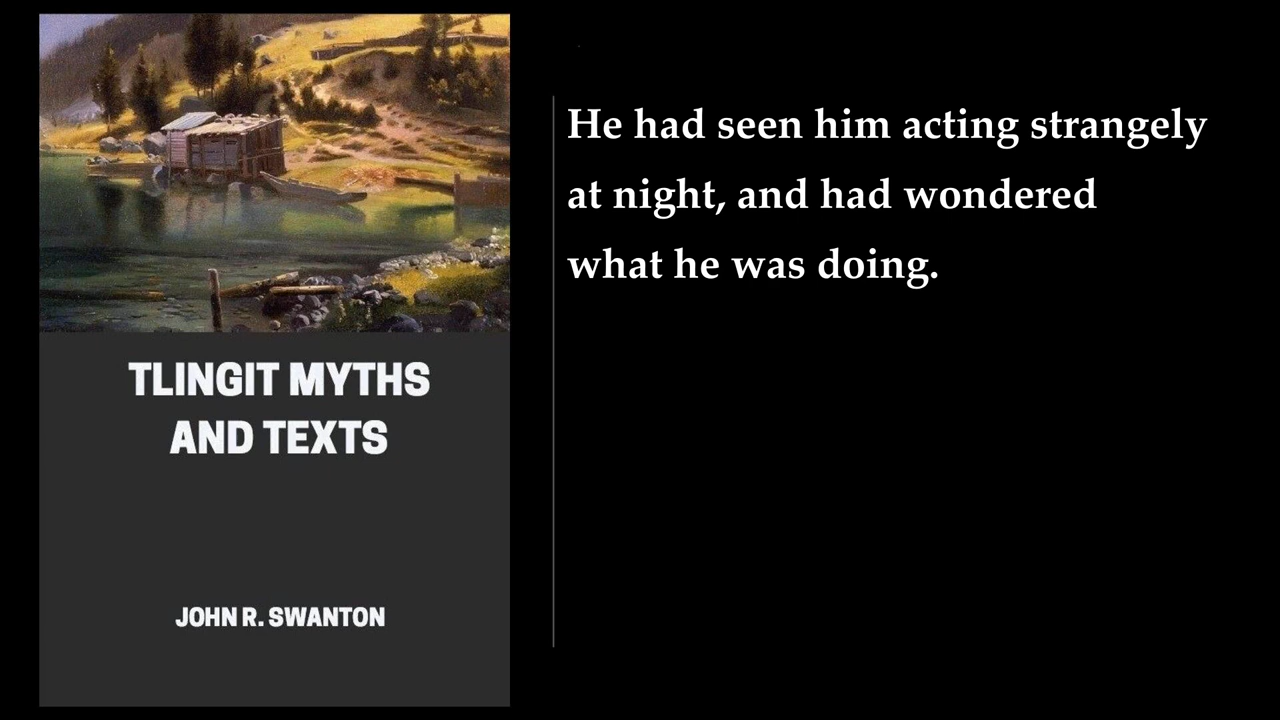 TLINGIT MYTHS
AND TEXTS
JOHN R. SWANTON
He had seen him acting strangely
at night, and had wondered
what he was doing.